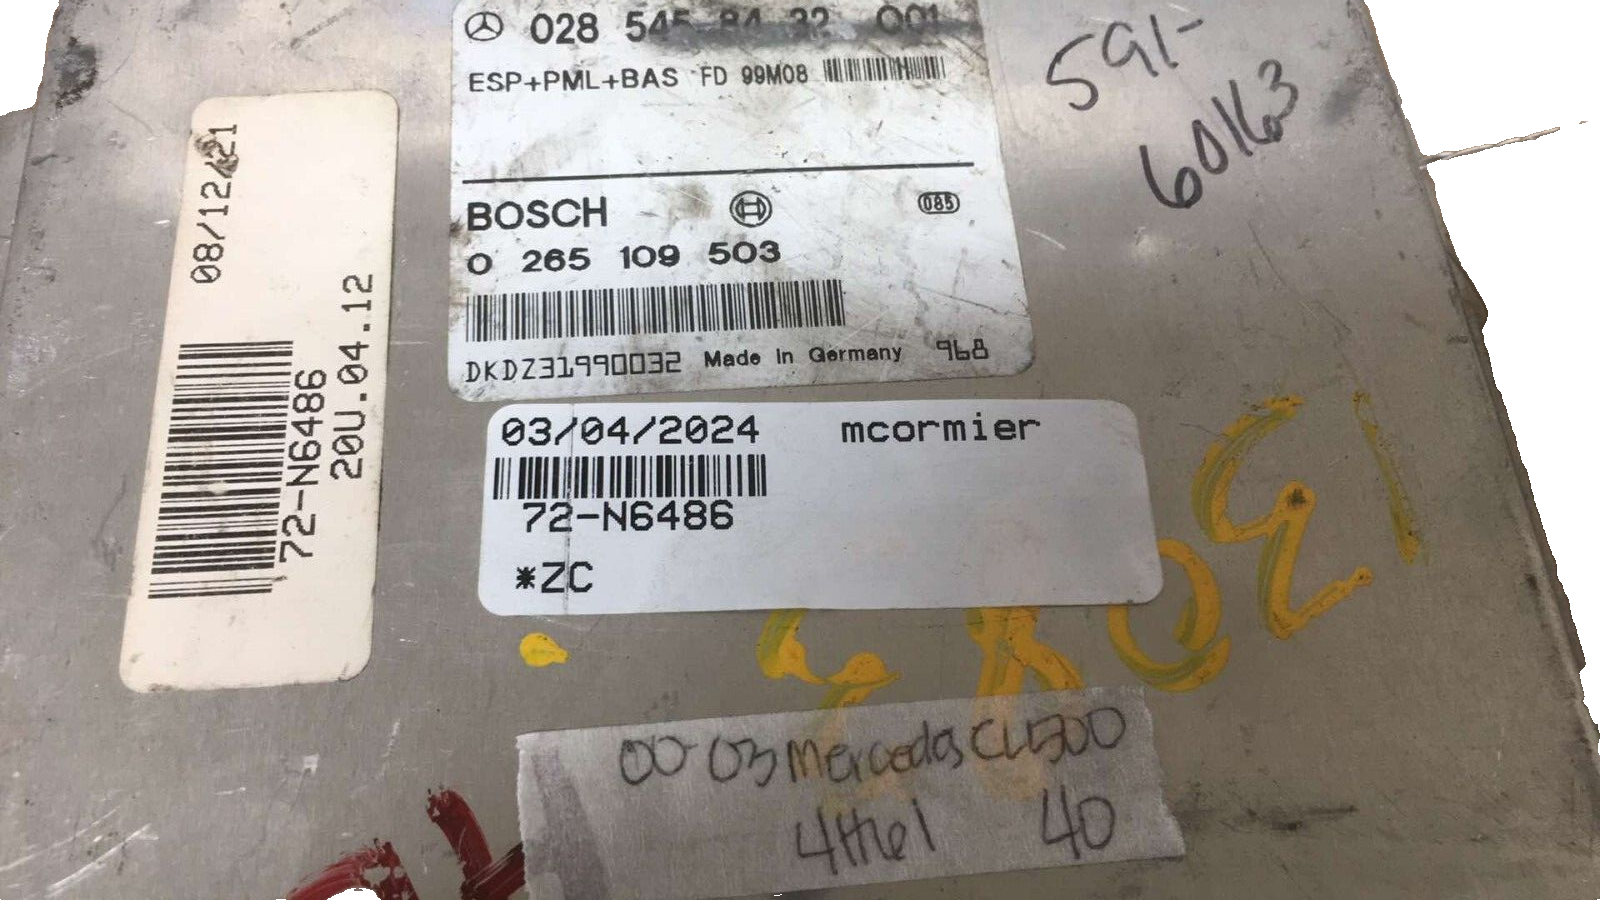 028 545 84 32 001
ESP+PML+BAS FD 99M08
BOSCH
085
0 265 109 503
DKDZ31990032 Made in Germany 968
591-
60163
08/12/21
72-N6486
20U.04.12
03/04/2024 mcormier
72-N6486
*ZC
00-03 Mercedes CL500
40